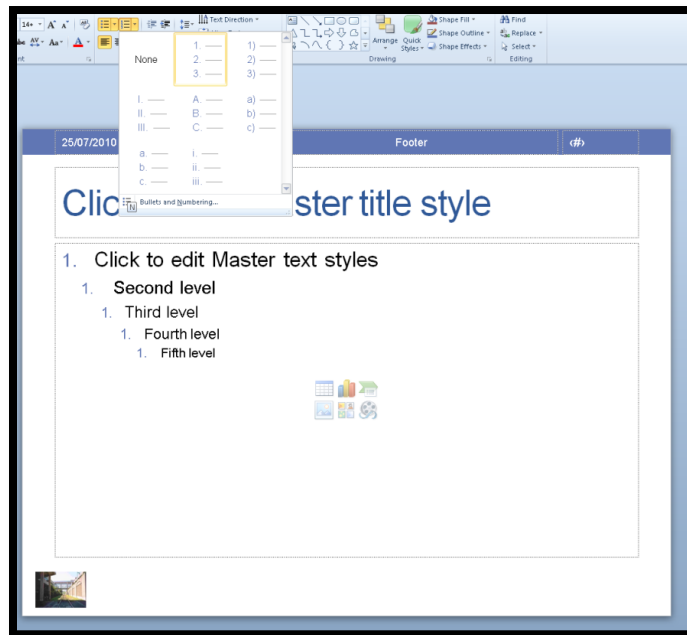 14+ Text Direction Shape Fill Find
Aa A Arrange Quick Styles Shape Outline Replace
Shape Effects Select
Drawing Editing
None 1. 1)
2. 2)
3. 3)
I. A. a)
II. B. b)
III. C. c)
a. i.
b. ii.
c. iii.
Bullets and Numbering...
25/07/2010 Footer ‹#›
Clic ster title style
1. Click to edit Master text styles
1. Second level
1. Third level
1. Fourth level
1. Fifth level